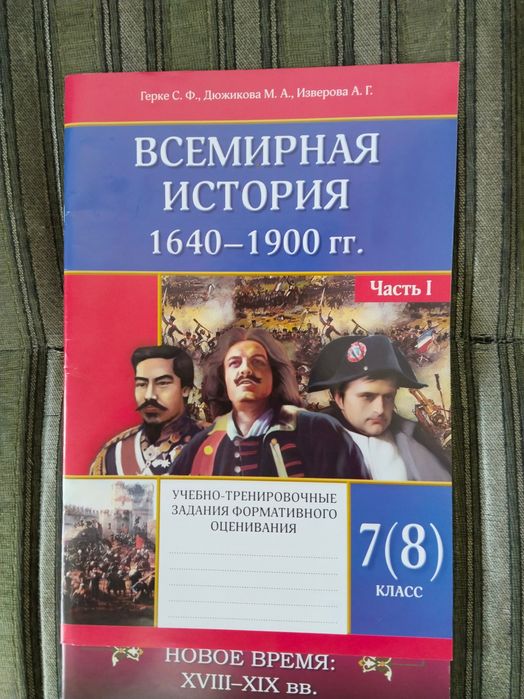 Герке С. Ф., Дюжикова М. А., Изверова А. Г.
ВСЕМИРНАЯ
ИСТОРИЯ
1640–1900 гг.
Часть I
УЧЕБНО-ТРЕНИРОВОЧНЫЕ
ЗАДАНИЯ ФОРМАТИВНОГО
ОЦЕНИВАНИЯ
7(8)
КЛАСС
НОВОЕ ВРЕМЯ:
XVIII–XIX вв.